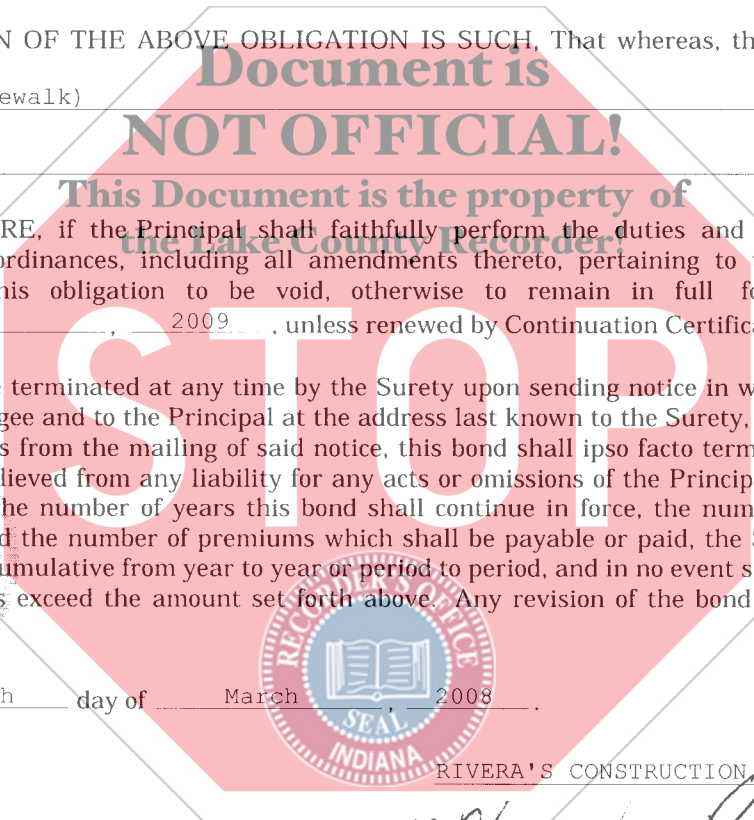 N OF THE ABOVE OBLIGATION IS SUCH, That whereas, th
Document is
ewalk)
NOT OFFICIAL!
This Document is the property of
RE, if the Principal shall faithfully perform the duties and
the Lake County Recorder!
ordinances, including all amendments thereto, pertaining to
his obligation to be void, otherwise to remain in full fo
, 2009 , unless renewed by Continuation Certifica
STOP
e terminated at any time by the Surety upon sending notice in w
gee and to the Principal at the address last known to the Surety,
s from the mailing of said notice, this bond shall ipso facto term
lieved from any liability for any acts or omissions of the Princip
he number of years this bond shall continue in force, the num
d the number of premiums which shall be payable or paid, the S
umulative from year to year or period to period, and in no event s
s exceed the amount set forth above. Any revision of the bond
RECORDER'S OFFICE
SEAL
INDIANA
h day of March , 2008 .
RIVERA'S CONSTRUCTION